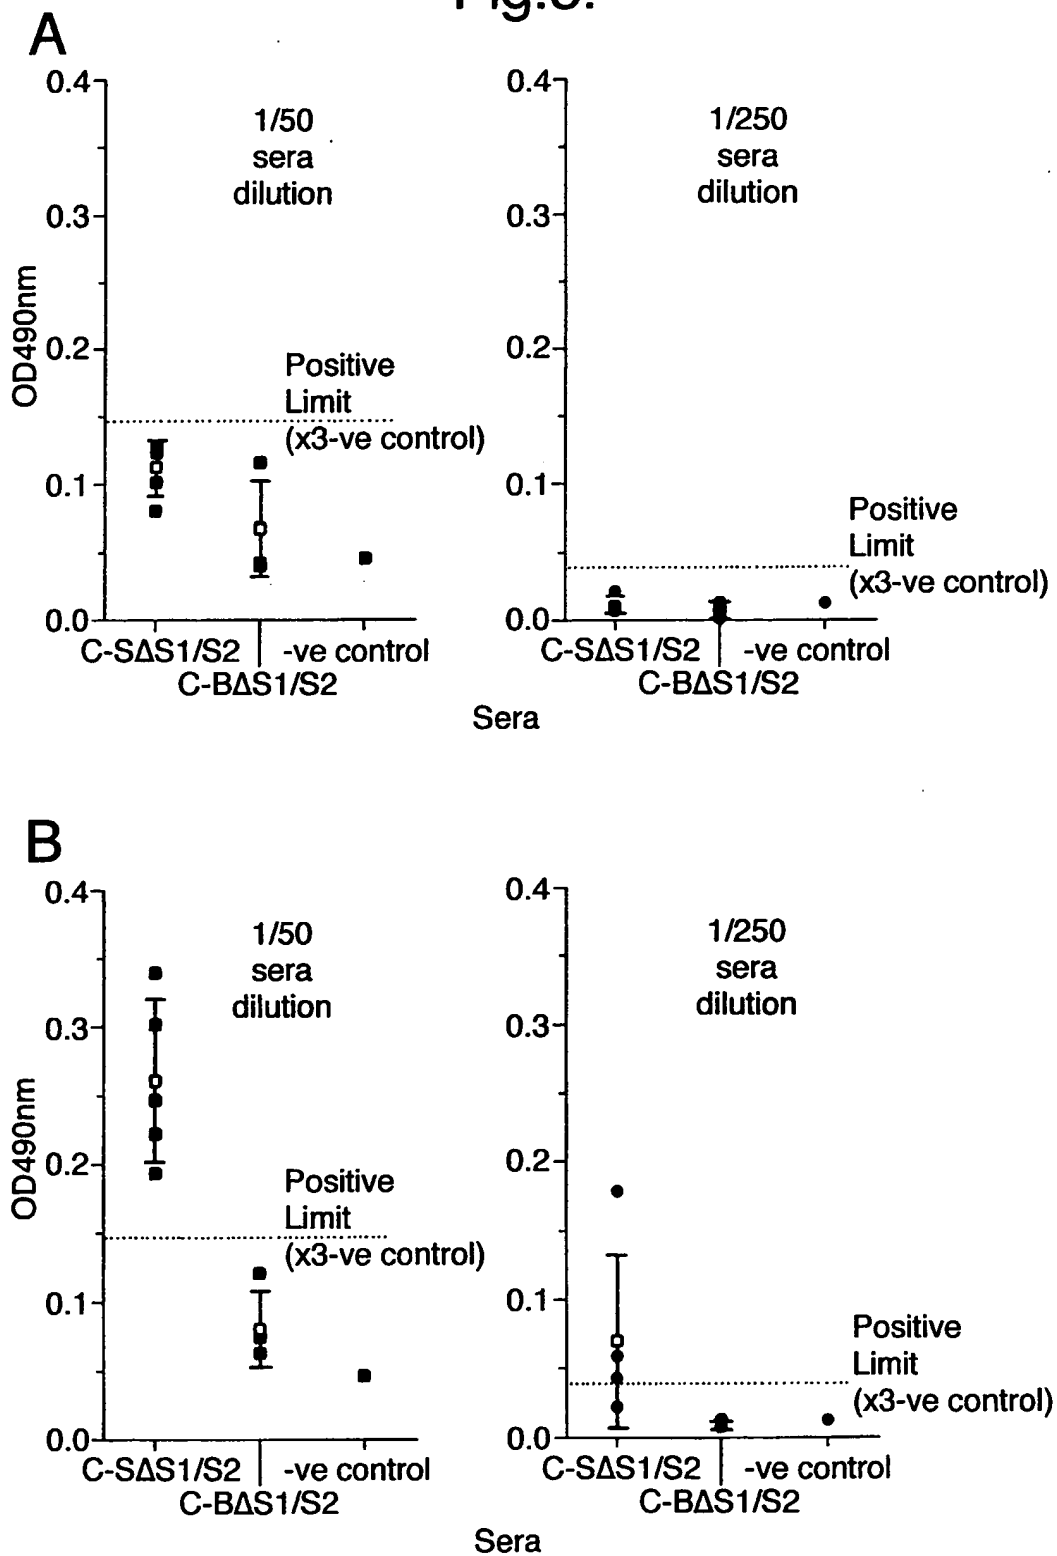 Fig.8.
A
0.4
0.3
0.2
0.1
0.0
OD490nm
1/50
sera
dilution
Positive
Limit
(x3-ve control)
C-SΔS1/S2
-ve control
C-BΔS1/S2
0.4
0.3
0.2
0.1
0.0
1/250
sera
dilution
Positive
Limit
(x3-ve control)
C-SΔS1/S2
-ve control
C-BΔS1/S2
Sera
B
0.4
0.3
0.2
0.1
0.0
OD490nm
1/50
sera
dilution
Positive
Limit
(x3-ve control)
C-SΔS1/S2
-ve control
C-BΔS1/S2
0.4
0.3
0.2
0.1
0.0
1/250
sera
dilution
Positive
Limit
(x3-ve control)
C-SΔS1/S2
-ve control
C-BΔS1/S2
Sera